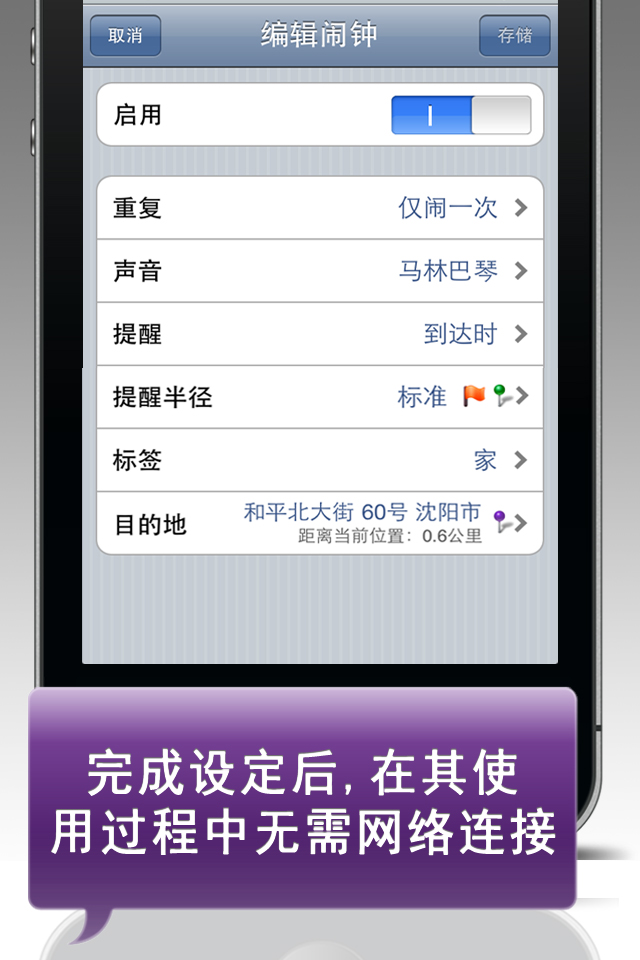 取消 编辑闹钟 存储
启用
重复 仅闹一次
声音 马林巴琴
提醒 到达时
提醒半径 标准
标签 家
目的地 和平北大街 60号 沈阳市
距离当前位置：0.6公里
完成设定后,在其使
用过程中无需网络连接